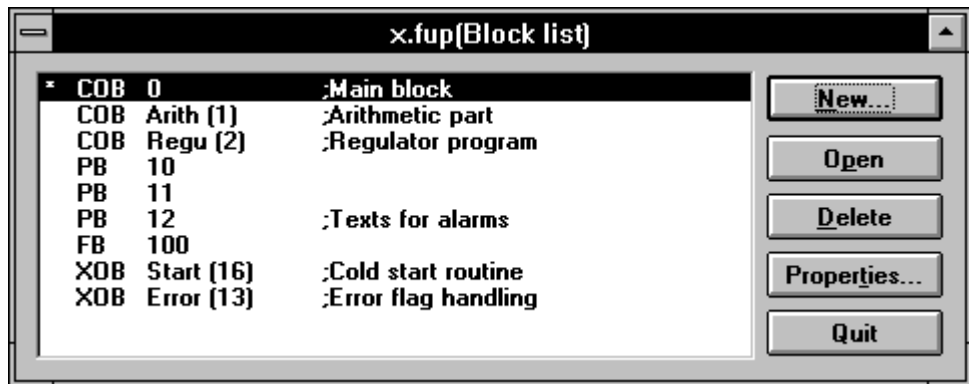 x.fup(Block list)
* COB 0 ;Main block
COB Arith (1) ;Arithmetic part
COB Regu (2) ;Regulator program
PB 10
PB 11
PB 12 ;Texts for alarms
FB 100
XOB Start (16) ;Cold start routine
XOB Error (13) ;Error flag handling
New...
Open
Delete
Properties...
Quit